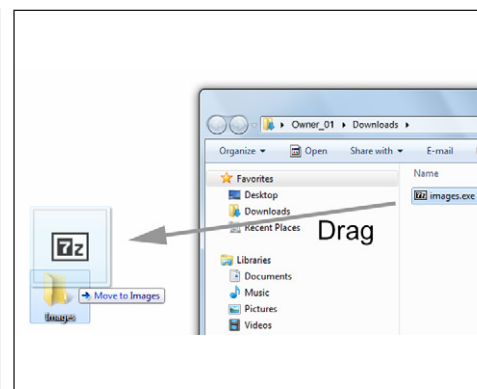 Owner_01 Downloads
Organize Open Share with E-mail
Favorites
Desktop
Downloads
Recent Places
Libraries
Documents
Music
Pictures
Videos
Name
images.exe
Drag
7z
Move to Images
Images